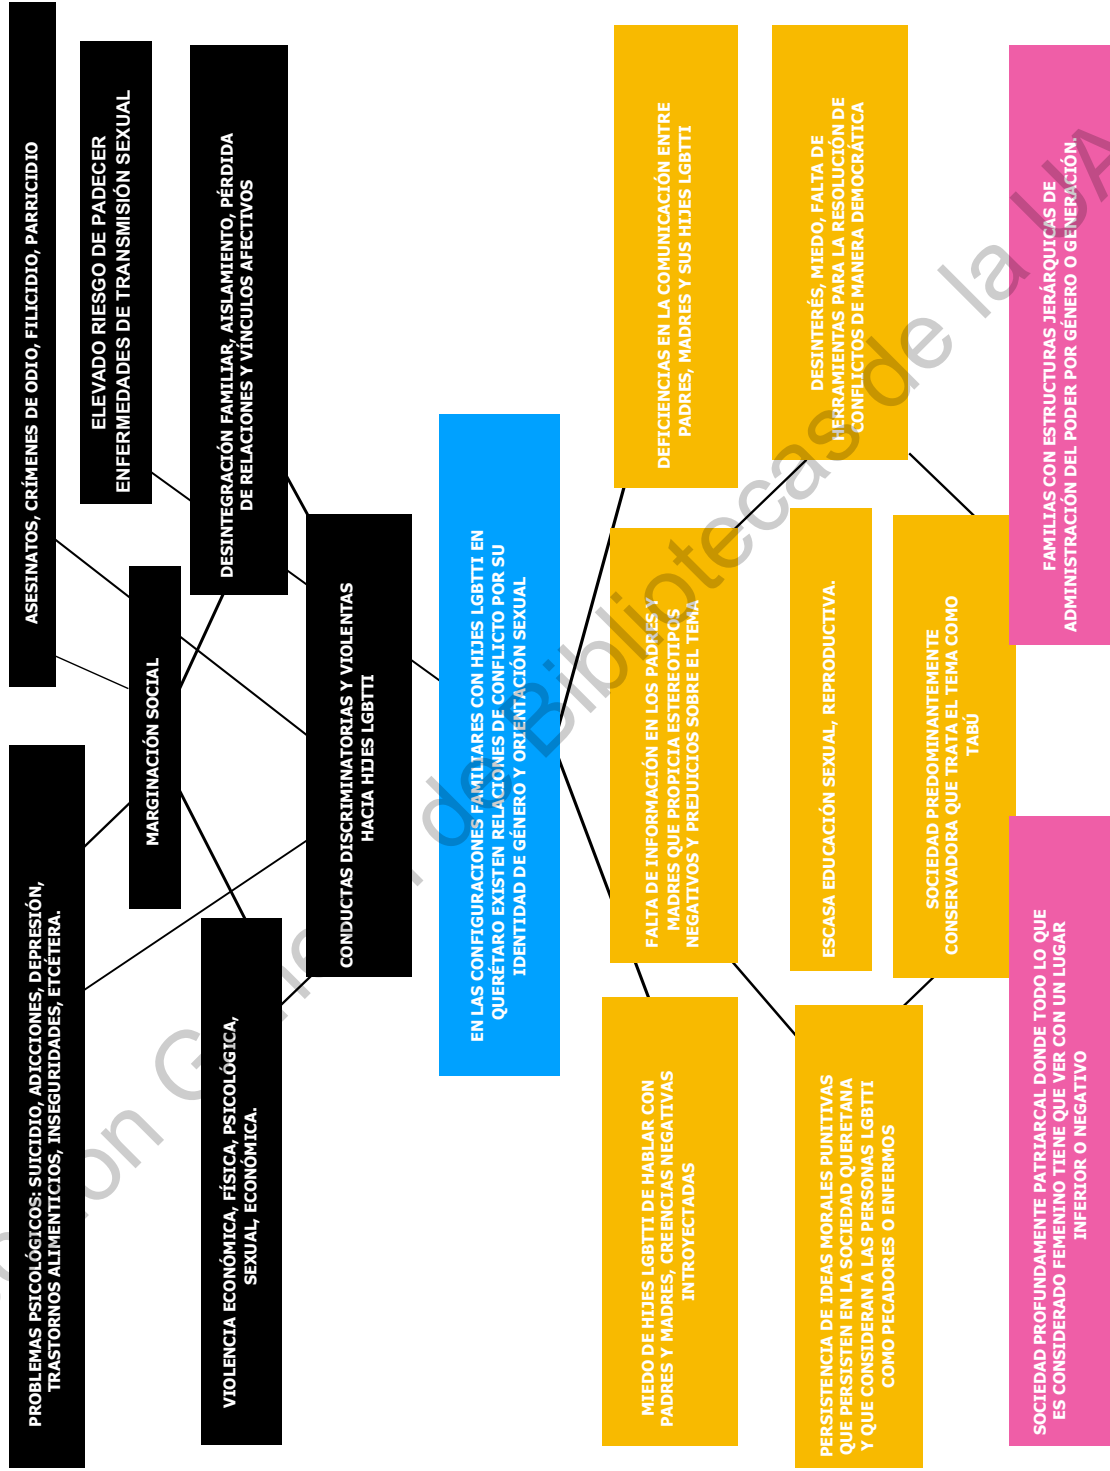 PROBLEMAS PSICOLÓGICOS: SUICIDIO, ADICCIONES, DEPRESIÓN,
TRASTORNOS ALIMENTICIOS, INSEGURIDADES, ETCÉTERA.
ASESINATOS, CRÍMENES DE ODIO, FILICIDIO, PARRICIDIO
ELEVADO RIESGO DE PADECER
ENFERMEDADES DE TRANSMISIÓN SEXUAL
MARGINACIÓN SOCIAL
VIOLENCIA ECONÓMICA, FÍSICA, PSICOLÓGICA,
SEXUAL, ECONÓMICA.
DESINTEGRACIÓN FAMILIAR, AISLAMIENTO, PÉRDIDA
DE RELACIONES Y VÍNCULOS AFECTIVOS
CONDUCTAS DISCRIMINATORIAS Y VIOLENTAS
HACIA HIJES LGBTTI
EN LAS CONFIGURACIONES FAMILIARES CON HIJES LGBTTI EN
QUERÉTARO EXISTEN RELACIONES DE CONFLICTO POR SU
IDENTIDAD DE GÉNERO Y ORIENTACIÓN SEXUAL
MIEDO DE HIJES LGBTTI DE HABLAR CON
PADRES Y MADRES, CREENCIAS NEGATIVAS
INTROYECTADAS
FALTA DE INFORMACIÓN EN LOS PADRES Y
MADRES QUE PROPICIA ESTEREOTIPOS
NEGATIVOS Y PREJUICIOS SOBRE EL TEMA
DEFICIENCIAS EN LA COMUNICACIÓN ENTRE
PADRES, MADRES Y SUS HIJES LGBTTI
PERSISTENCIA DE IDEAS MORALES PUNITIVAS
QUE PERSISTEN EN LA SOCIEDAD QUERETANA
Y QUE CONSIDERAN A LAS PERSONAS LGBTTI
COMO PECADORES O ENFERMOS
ESCASA EDUCACIÓN SEXUAL, REPRODUCTIVA.
DESINTERÉS, MIEDO, FALTA DE
HERRAMIENTAS PARA LA RESOLUCIÓN DE
CONFLICTOS DE MANERA DEMOCRÁTICA
SOCIEDAD PREDOMINANTEMENTE
CONSERVADORA QUE TRATA EL TEMA COMO
TABÚ
SOCIEDAD PROFUNDAMENTE PATRIARCAL DONDE TODO LO QUE
ES CONSIDERADO FEMENINO TIENE QUE VER CON UN LUGAR
INFERIOR O NEGATIVO
FAMILIAS CON ESTRUCTURAS JERÁRQUICAS DE
ADMINISTRACIÓN DEL PODER POR GÉNERO O GENERACIÓN.
de Bibliotecas de la UA